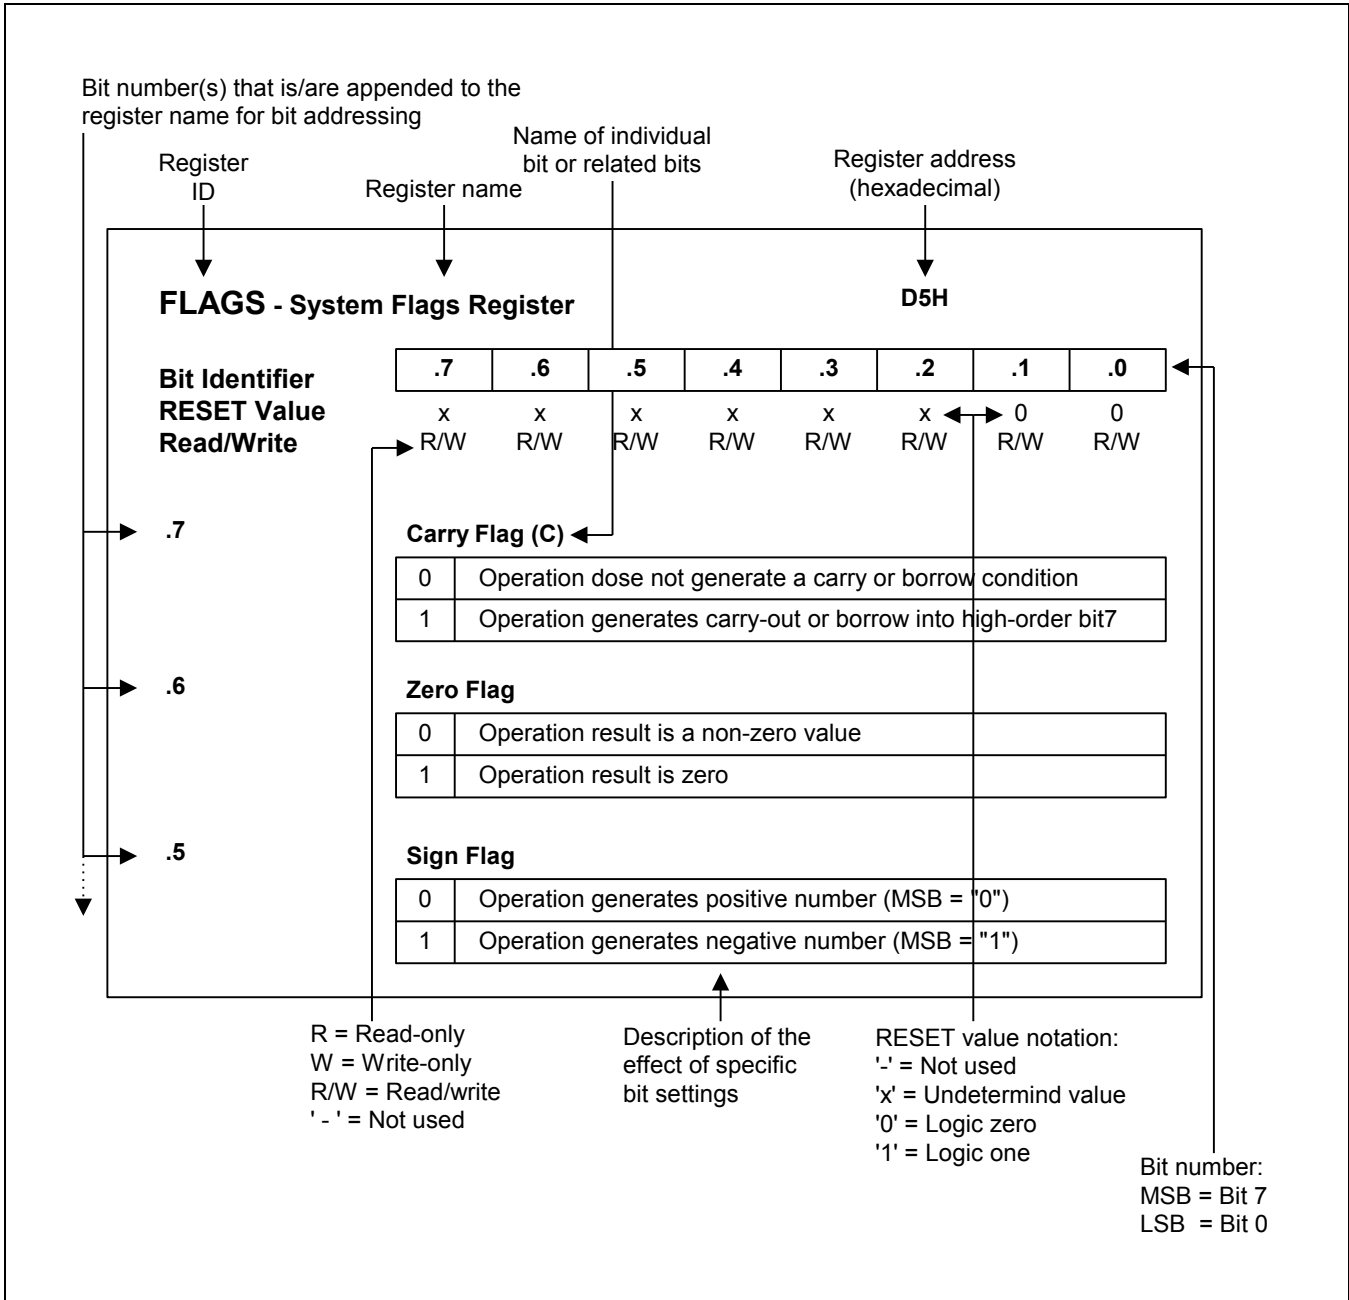 Bit number(s) that is/are appended to the
register name for bit addressing
Register
ID
Register name
Name of individual
bit or related bits
Register address
(hexadecimal)
FLAGS - System Flags Register
D5H
Bit Identifier
.7 .6 .5 .4 .3 .2 .1 .0
RESET Value
x x x x x x 0 0
Read/Write
R/W R/W R/W R/W R/W R/W R/W R/W
.7
Carry Flag (C)
0 Operation dose not generate a carry or borrow condition
1 Operation generates carry-out or borrow into high-order bit7
.6
Zero Flag
0 Operation result is a non-zero value
1 Operation result is zero
.5
Sign Flag
0 Operation generates positive number (MSB = "0")
1 Operation generates negative number (MSB = "1")
R = Read-only
W = Write-only
R/W = Read/write
' - ' = Not used
Description of the
effect of specific
bit settings
RESET value notation:
'-' = Not used
'x' = Undetermind value
'0' = Logic zero
'1' = Logic one
Bit number:
MSB = Bit 7
LSB = Bit 0